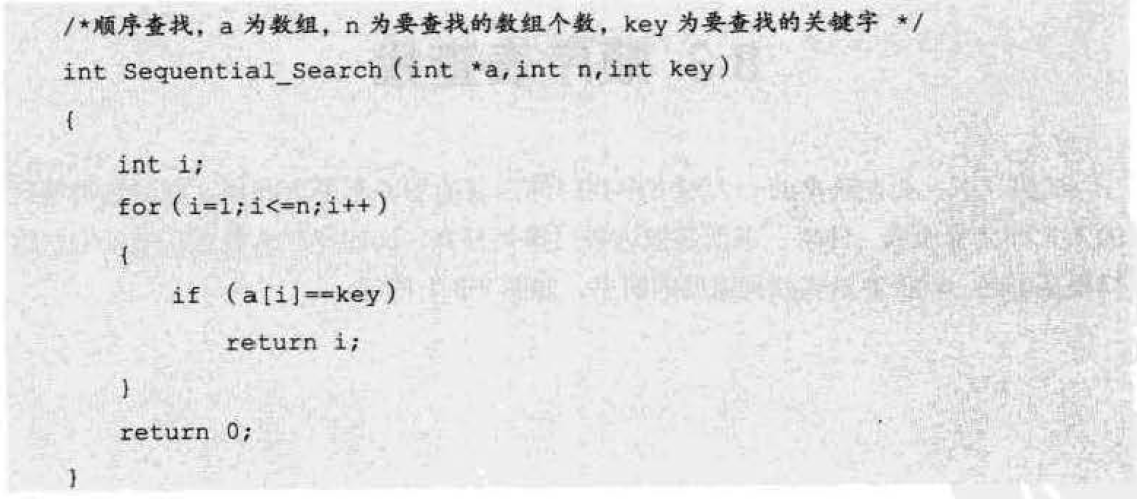 /*顺序查找，a 为数组，n 为要查找的数组个数，key 为要查找的关键字 */
int Sequential_Search(int *a,int n,int key)
{
    int i;
    for(i=1;i<=n;i++)
    {
        if (a[i]==key)
            return i;
    }
    return 0;
}